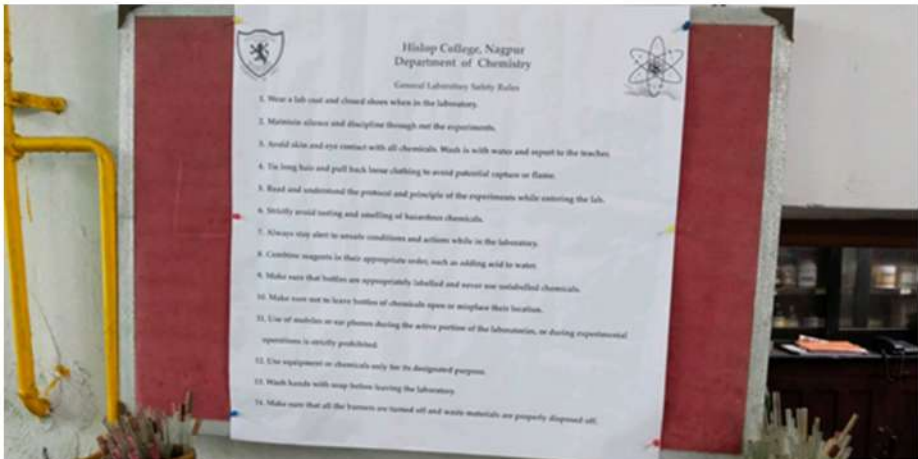 Hislop College, Nagpur
Department of Chemistry
General Laboratory Safety Rules
1. Wear a lab coat and closed shoes when in the laboratory.
2. Maintain silence and discipline through out the experiments.
3. Avoid skin and eye contact with all chemicals. Wash is with water and report to the teacher.
4. Tie long hair and pull back loose clothing to avoid potential capture or flame.
5. Read and understand the protocol and principle of the experiments while entering the lab.
6. Strictly avoid tasting and smelling of hazardous chemicals.
7. Always stay alert to unsafe conditions and actions while in the laboratory.
8. Combine reagents in their appropriate order, such as adding acid to water.
9. Make sure that bottles are appropriately labelled and never use unlabelled chemicals.
10. Make sure not to leave bottles of chemicals open or misplace their location.
11. Use of mobiles or ear phones during the active portion of the laboratories, or during experimental
operations is strictly prohibited.
12. Use equipment or chemicals only for its designated purpose.
13. Wash hands with soap before leaving the laboratory.
14. Make sure that all the burners are turned off and waste materials are properly disposed off.